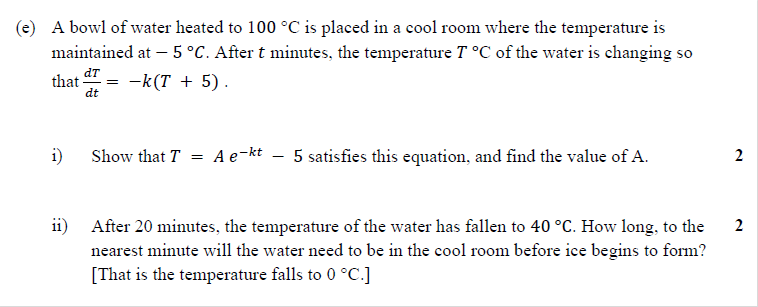 (e) A bowl of water heated to 100 °C is placed in a cool room where the temperature is
maintained at – 5 °C. After t minutes, the temperature T °C of the water is changing so
that dT/dt = −k(T + 5) .
i) Show that T = A e^−kt − 5 satisfies this equation, and find the value of A. 2
ii) After 20 minutes, the temperature of the water has fallen to 40 °C. How long, to the 2
nearest minute will the water need to be in the cool room before ice begins to form?
[That is the temperature falls to 0 °C.]